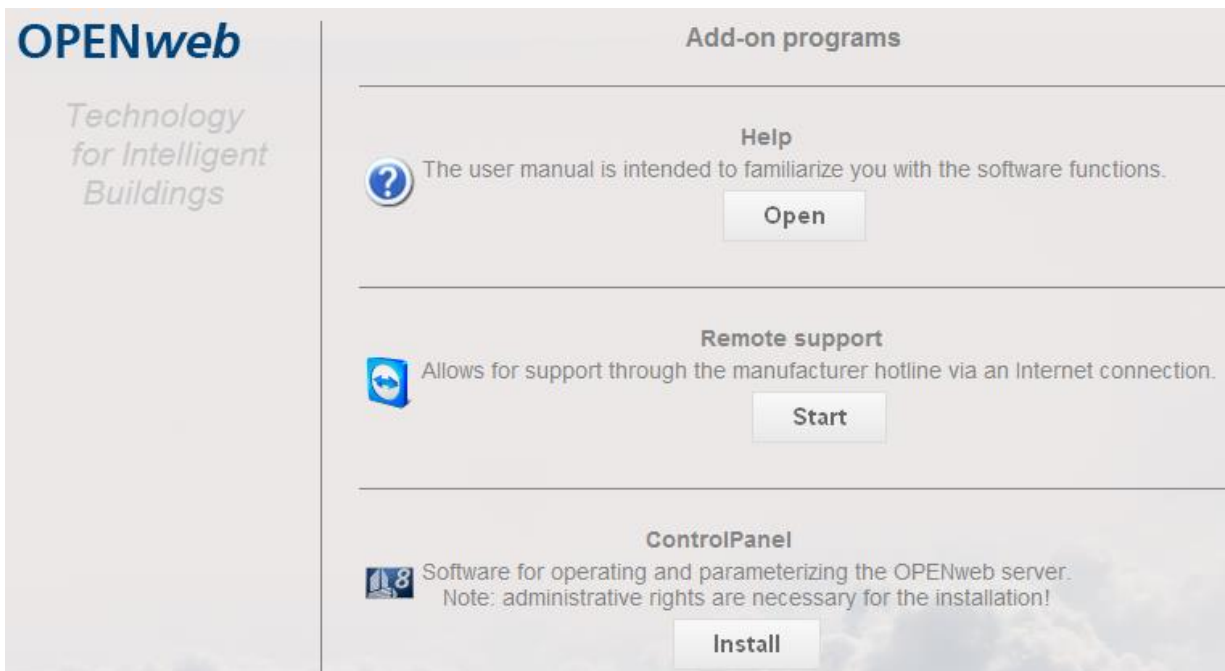 OPENweb
Technology
for Intelligent
Buildings
Add-on programs
Help
The user manual is intended to familiarize you with the software functions.
Open
Remote support
Allows for support through the manufacturer hotline via an Internet connection.
Start
ControlPanel
8
Software for operating and parameterizing the OPENweb server.
Note: administrative rights are necessary for the installation!
Install